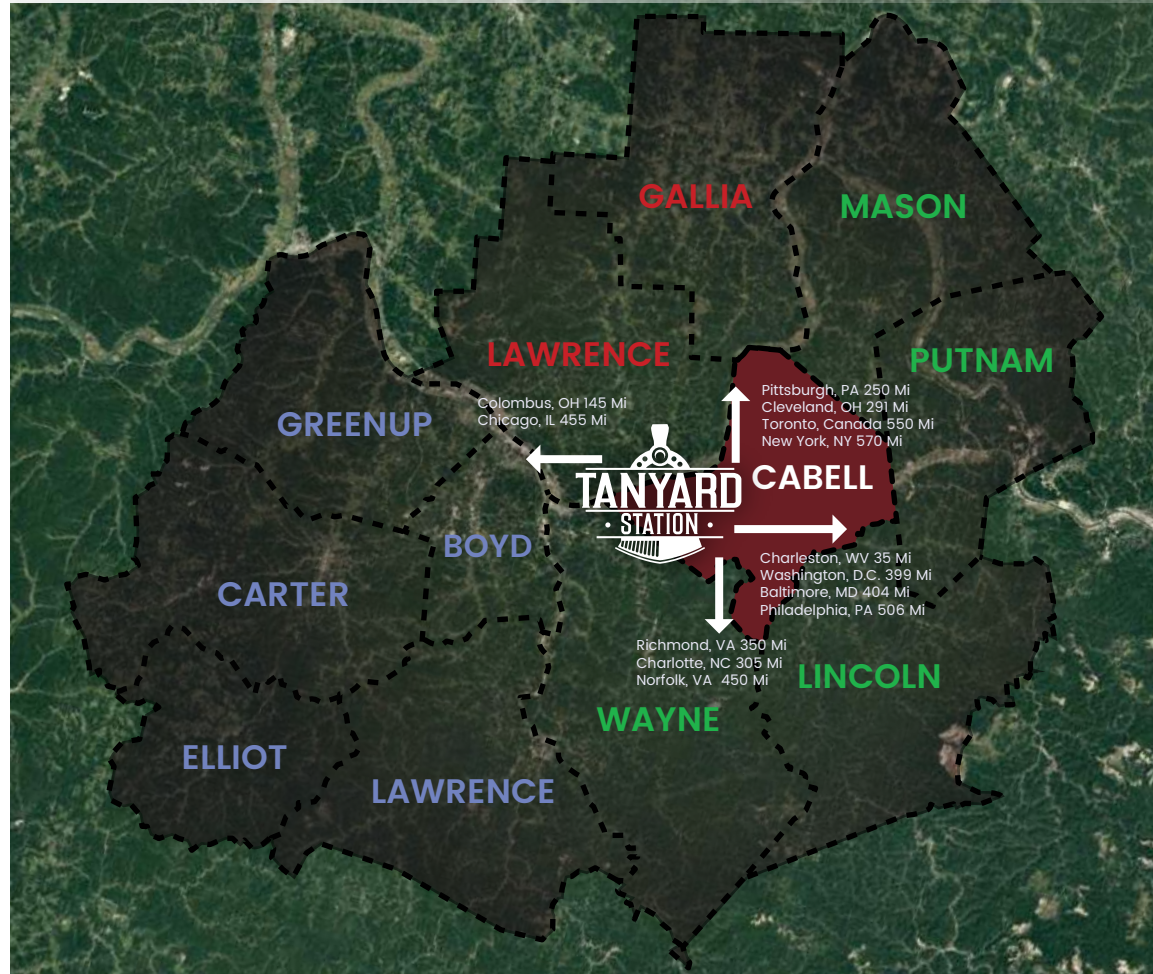 GALLIA
MASON
LAWRENCE
PUTNAM
Pittsburgh, PA 250 Mi
Cleveland, OH 291 Mi
Toronto, Canada 550 Mi
New York, NY 570 Mi
Colombus, OH 145 Mi
Chicago, IL 455 Mi
GREENUP
CABELL
TANYARD
• STATION •
BOYD
Charleston, WV 35 Mi
Washington, D.C. 399 Mi
Baltimore, MD 404 Mi
Philadelphia, PA 506 Mi
CARTER
Richmond, VA 350 Mi
Charlotte, NC 305 Mi
Norfolk, VA 450 Mi
LINCOLN
WAYNE
ELLIOT
LAWRENCE